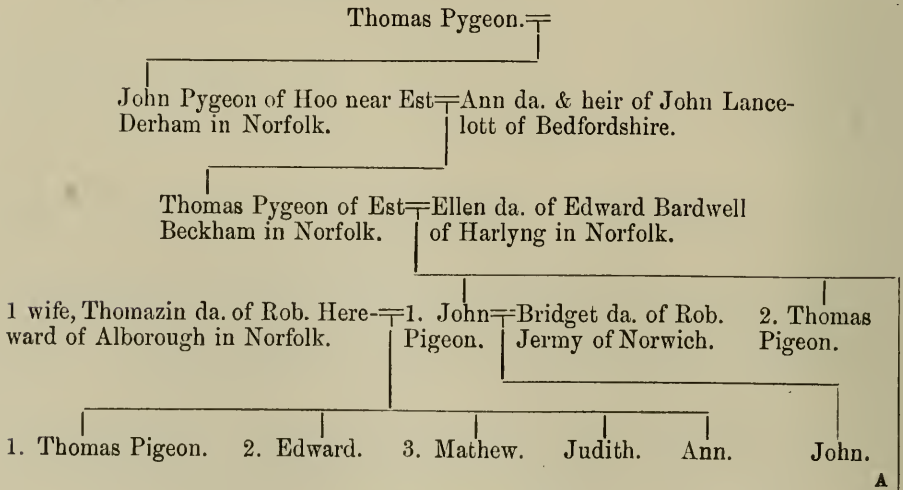 Thomas Pygeon.
John Pygeon of Hoo near Est Ann da. & heir of John Lance-
Derham in Norfolk. lott of Bedfordshire.
Thomas Pygeon of Est Ellen da. of Edward Bardwell
Beckham in Norfolk. of Harlyng in Norfolk.
1 wife, Thomazin da. of Rob. Here- 1. John Bridget da. of Rob. 2. Thomas
ward of Alborough in Norfolk. Pigeon. Jermy of Norwich. Pigeon.
1. Thomas Pigeon. 2. Edward. 3. Mathew. Judith. Ann. John.
A